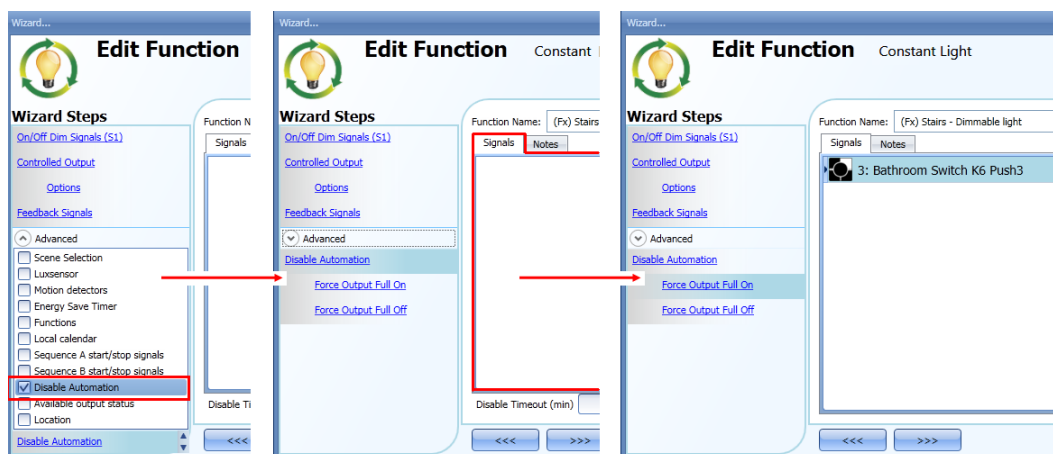 Wizard...
Edit Function
Wizard Steps
On/Off Dim Signals (S1)
Controlled Output
Options
Feedback Signals
Advanced
Scene Selection
Luxsensor
Motion detectors
Energy Save Timer
Functions
Local calendar
Sequence A start/stop signals
Sequence B start/stop signals
Disable Automation
Available output status
Location
Disable Automation
Function N
Signals
Disable Ti
<<<
Wizard...
Edit Function Constant
Wizard Steps
On/Off Dim Signals (S1)
Controlled Output
Options
Feedback Signals
Advanced
Disable Automation
Force Output Full On
Force Output Full Off
Function Name: (Fx) Stairs
Signals Notes
Disable Timeout (min)
<<< >>>
Wizard...
Edit Function Constant Light
Wizard Steps
On/Off Dim Signals (S1)
Controlled Output
Options
Feedback Signals
Advanced
Disable Automation
Force Output Full On
Force Output Full Off
Function Name: (Fx) Stairs - Dimmable light
Signals Notes
3: Bathroom Switch K6 Push3
<<< >>>